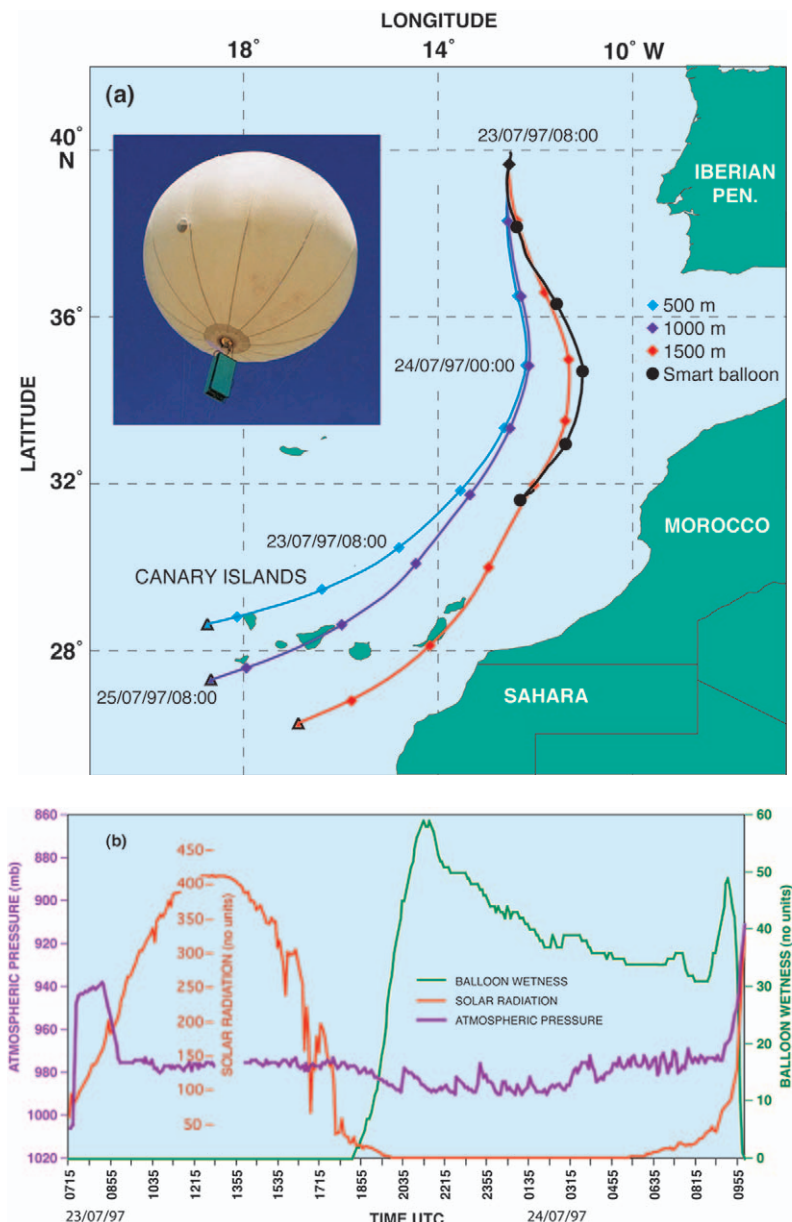 LONGITUDE
18° 14° 10° W
(a)
40°
N
23/07/97/08:00
IBERIAN
PEN.
36°
500 m
1000 m
1500 m
Smart balloon
24/07/97/00:00
LATITUDE
32°
23/07/97/08:00
MOROCCO
CANARY ISLANDS
28°
25/07/97/08:00
SAHARA
(b)
860
880
900
920
940
960
980
1000
1020
ATMOSPHERIC PRESSURE (mb)
450
400
350
300
250
200
150
100
50
SOLAR RADIATION (no units)
BALLOON WETNESS
SOLAR RADIATION
ATMOSPHERIC PRESSURE
60
50
40
30
20
10
0
BALLOON WETNESS (no units)
0715 0855 1035 1215 1355 1535 1715 1855 2035 2215 2355 0135 0315 0455 0635 0815 0955
23/07/97 TIME UTC 24/07/97